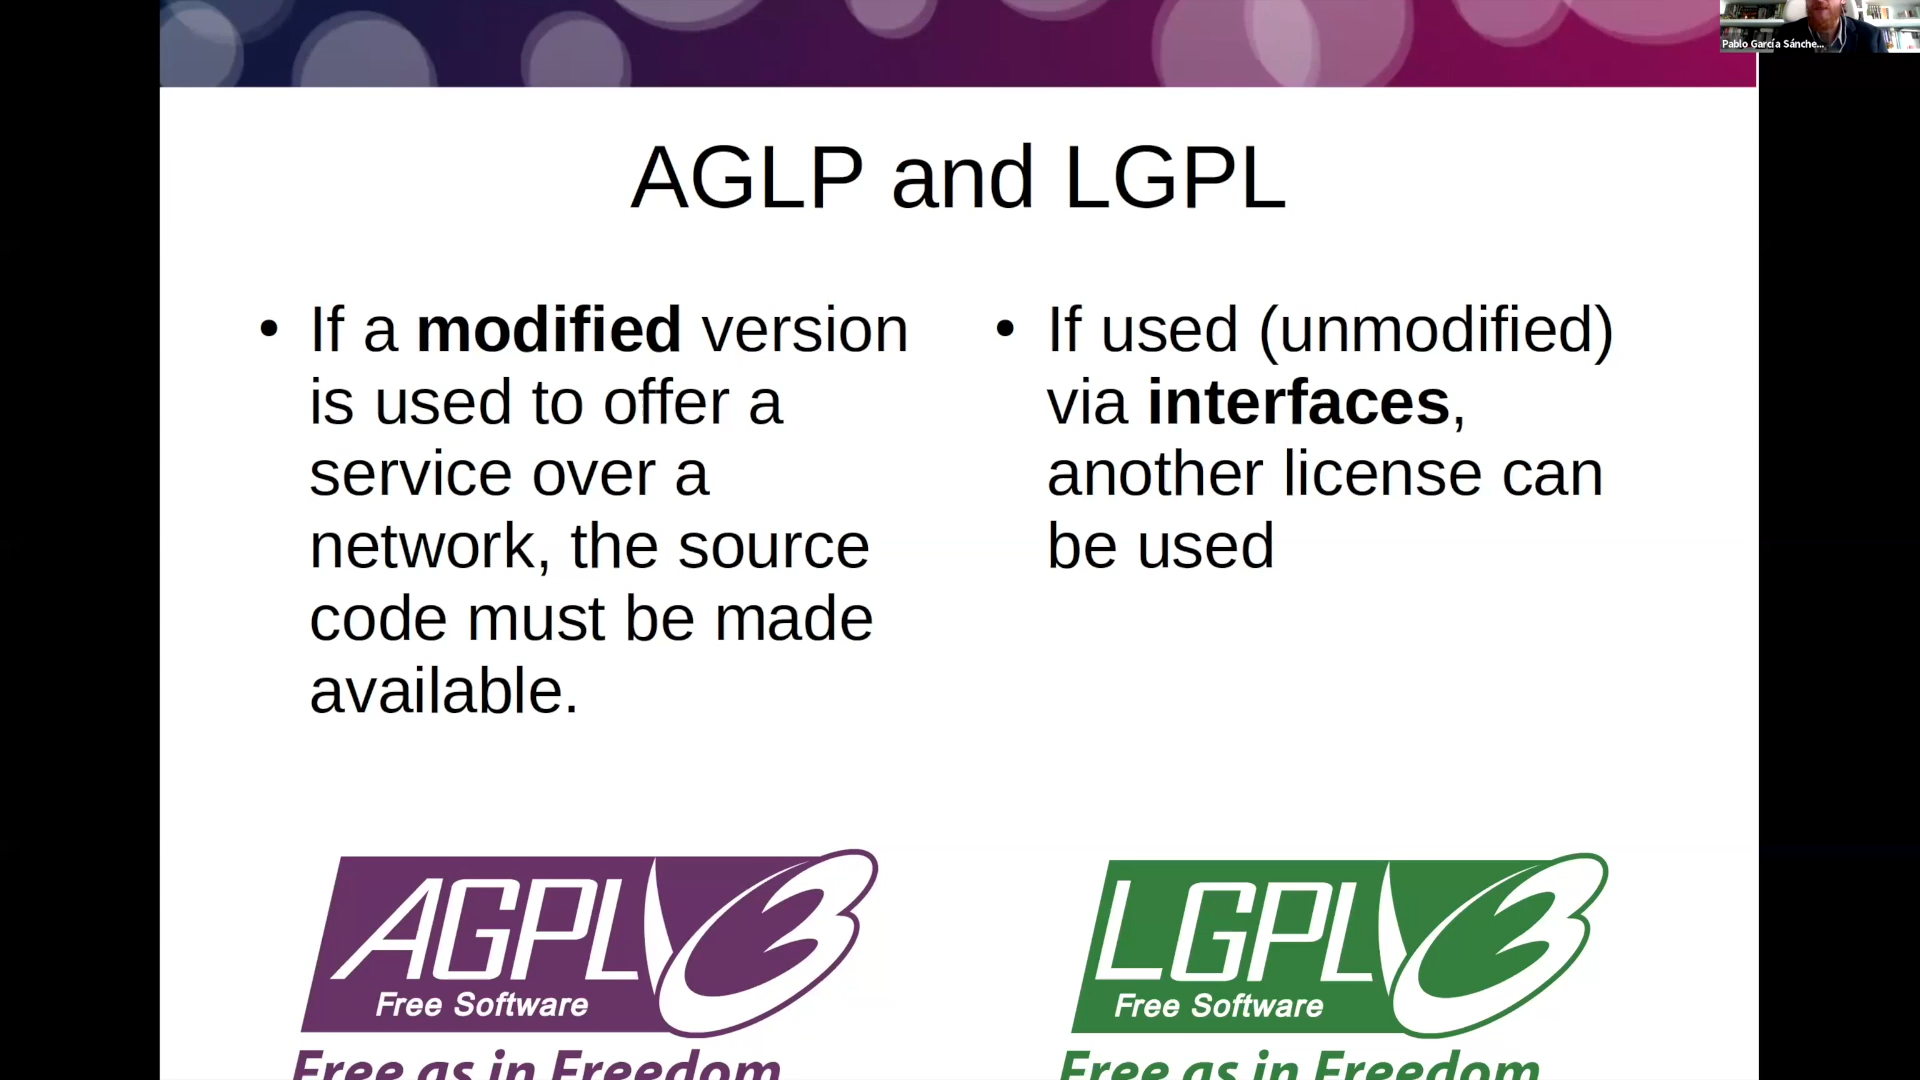 Pablo García Sánche...
AGLP and LGPL
• If a modified version
is used to offer a
service over a
network, the source
code must be made
available.
• If used (unmodified)
via interfaces,
another license can
be used
AGPL 3
Free Software
Free as in Freedom
LGPL 3
Free Software
Free as in Freedom